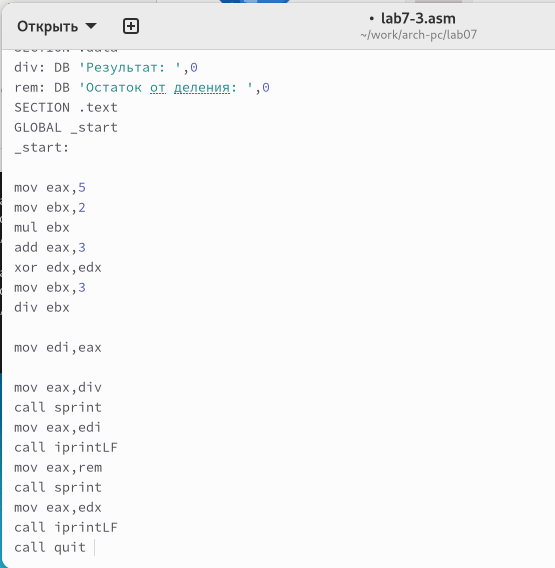 Открыть
• lab7-3.asm
~/work/arch-pc/lab07
SECTION .data
div: DB 'Результат: ',0
rem: DB 'Остаток от деления: ',0
SECTION .text
GLOBAL _start
_start:
mov eax,5
mov ebx,2
mul ebx
add eax,3
xor edx,edx
mov ebx,3
div ebx
mov edi,eax
mov eax,div
call sprint
mov eax,edi
call iprintLF
mov eax,rem
call sprint
mov eax,edx
call iprintLF
call quit